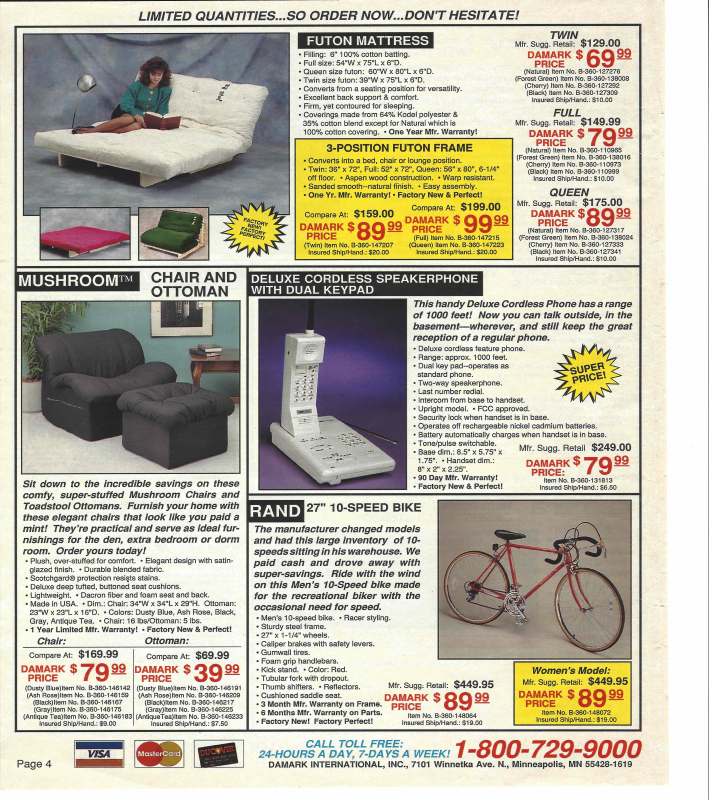 LIMITED QUANTITIES...SO ORDER NOW...DON'T HESITATE!
FUTON MATTRESS
• Filling: 6" 100% cotton batting.
• Full size: 54"W x 75"L x 6"D.
• Queen size futon: 60"W x 80"L x 6"D.
• Twin size futon: 39"W x 75"L x 6"D.
• Converts from a seating position for versatility.
• Excellent back support & comfort.
• Firm, yet contoured for sleeping.
• Coverings made from 64% Kodel polyester &
35% cotton blend except for Natural which is
100% cotton covering. • One Year Mfr. Warranty!
TWIN
Mfr. Sugg. Retail: $129.00
DAMARK PRICE $69.99
(Natural) Item No. B-360-127276
(Forest Green) Item No. B-360-138008
(Cherry) Item No. B-360-127292
(Black) Item No. B-360-127309
Insured Ship/Hand.: $10.00
FULL
Mfr. Sugg. Retail: $149.99
DAMARK PRICE $79.99
(Natural) Item No. B-360-110965
(Forest Green) Item No. B-360-138016
(Cherry) Item No. B-360-110973
(Black) Item No. B-360-110999
Insured Ship/Hand.: $10.00
QUEEN
Mfr. Sugg. Retail: $175.00
DAMARK PRICE $89.99
(Natural) Item No. B-360-127317
(Forest Green) Item No. B-360-138024
(Cherry) Item No. B-360-127333
(Black) Item No. B-360-127341
Insured Ship/Hand.: $10.00
3-POSITION FUTON FRAME
• Converts into a bed, chair or lounge position.
• Twin: 36" x 72", Full: 52" x 72", Queen: 56" x 80", 6-1/4"
off floor. • Aspen wood construction. • Warp resistant.
• Sanded smooth--natural finish. • Easy assembly.
• One Yr. Mfr. Warranty! • Factory New & Perfect!
Compare At: $159.00
DAMARK PRICE $89.99
(Twin) Item No. B-360-147207
Insured Ship/Hand.: $20.00
Compare At: $199.00
DAMARK PRICE $99.99
(Full) Item No. B-360-147215
(Queen) Item No. B-360-147223
Insured Ship/Hand.: $20.00
FACTORY
NEW!
FACTORY
PERFECT!
MUSHROOM™ CHAIR AND
OTTOMAN
Sit down to the incredible savings on these
comfy, super-stuffed Mushroom Chairs and
Toadstool Ottomans. Furnish your home with
these elegant chairs that look like you paid a
mint! They're practical and serve as ideal fur-
nishings for the den, extra bedroom or dorm
room. Order yours today!
• Plush, over-stuffed for comfort. • Elegant design with satin-
glazed finish. • Durable blended fabric.
• Scotchgard® protection resists stains.
• Deluxe deep tufted, buttoned seat cushions.
• Lightweight. • Dacron fiber and foam seat and back.
• Made in USA. • Dim.: Chair: 34"W x 34"L x 29"H. Ottoman:
23"W x 23"L x 16"D. • Colors: Dusty Blue, Ash Rose, Black,
Gray, Antique Tea. • Chair: 16 lbs/Ottoman: 5 lbs.
• 1 Year Limited Mfr. Warranty! • Factory New & Perfect!
Chair:
Compare At: $169.99
DAMARK PRICE $79.99
(Dusty Blue)Item No. B-346-146142
(Ash Rose)Item No. B-346-146159
(Black)Item No. B-346-146167
(Gray)Item No. B-346-146175
(Antique Tea)Item No. B-346-146183
Insured Ship/Hand.: $9.00
Ottoman:
Compare At: $69.99
DAMARK PRICE $39.99
(Dusty Blue)Item No. B-346-146191
(Ash Rose)Item No. B-346-146209
(Black)Item No. B-346-146217
(Gray)Item No. B-346-146225
(AntiqueTea)Item No. B-346-146233
Insured Ship/Hand.: $7.50
DELUXE CORDLESS SPEAKERPHONE
WITH DUAL KEYPAD
This handy Deluxe Cordless Phone has a range
of 1000 feet! Now you can talk outside, in the
basement—wherever, and still keep the great
reception of a regular phone.
• Deluxe cordless feature phone.
• Range: approx. 1000 feet.
• Dual key pad--operates as
standard phone.
• Two-way speakerphone.
• Last number redial.
• Intercom from base to handset.
• Upright model. • FCC approved.
• Security lock when handset is in base.
• Operates off rechargeable nickel cadmium batteries.
• Battery automatically charges when handset is in base.
• Tone/pulse switchable.
• Base dim.: 8.5" x 5.75" x
1.75". • Handset dim.:
8" x 2" x 2.25".
• 90 Day Mfr. Warranty!
• Factory New & Perfect!
SUPER
PRICE!
Mfr. Sugg. Retail $249.00
DAMARK PRICE: $79.99
Item No. B-360-131813
Insured Ship/Hand.: $6.50
RAND 27" 10-SPEED BIKE
The manufacturer changed models
and had this large inventory of 10-
speeds sitting in his warehouse. We
paid cash and drove away with
super-savings. Ride with the wind
on this Men's 10-Speed bike made
for the recreational biker with the
occasional need for speed.
• Men's 10-speed bike. • Racer styling.
• Sturdy steel frame.
• 27" x 1-1/4" wheels.
• Caliper brakes with safety levers.
• Gumwall tires.
• Foam grip handlebars.
• Kick stand. • Color: Red.
• Tubular fork with dropout.
• Thumb shifters. • Reflectors.
• Cushioned saddle seat.
• 3 Month Mfr. Warranty on Frame.
• 6 Months Mfr. Warranty on Parts.
• Factory New! Factory Perfect!
Mfr. Sugg. Retail: $449.95
DAMARK PRICE $89.99
Item No. B-360-148064
Insured Ship/Hand.: $19.00
Women's Model:
Mfr. Sugg. Retail: $449.95
DAMARK PRICE $89.99
Item No. B-360-148072
Insured Ship/Hand.: $19.00
Page 4
VISA
MasterCard
DISCOVER
CALL TOLL FREE:
24-HOURS A DAY, 7-DAYS A WEEK! 1-800-729-9000
DAMARK INTERNATIONAL, INC., 7101 Winnetka Ave. N., Minneapolis, MN 55428-1619